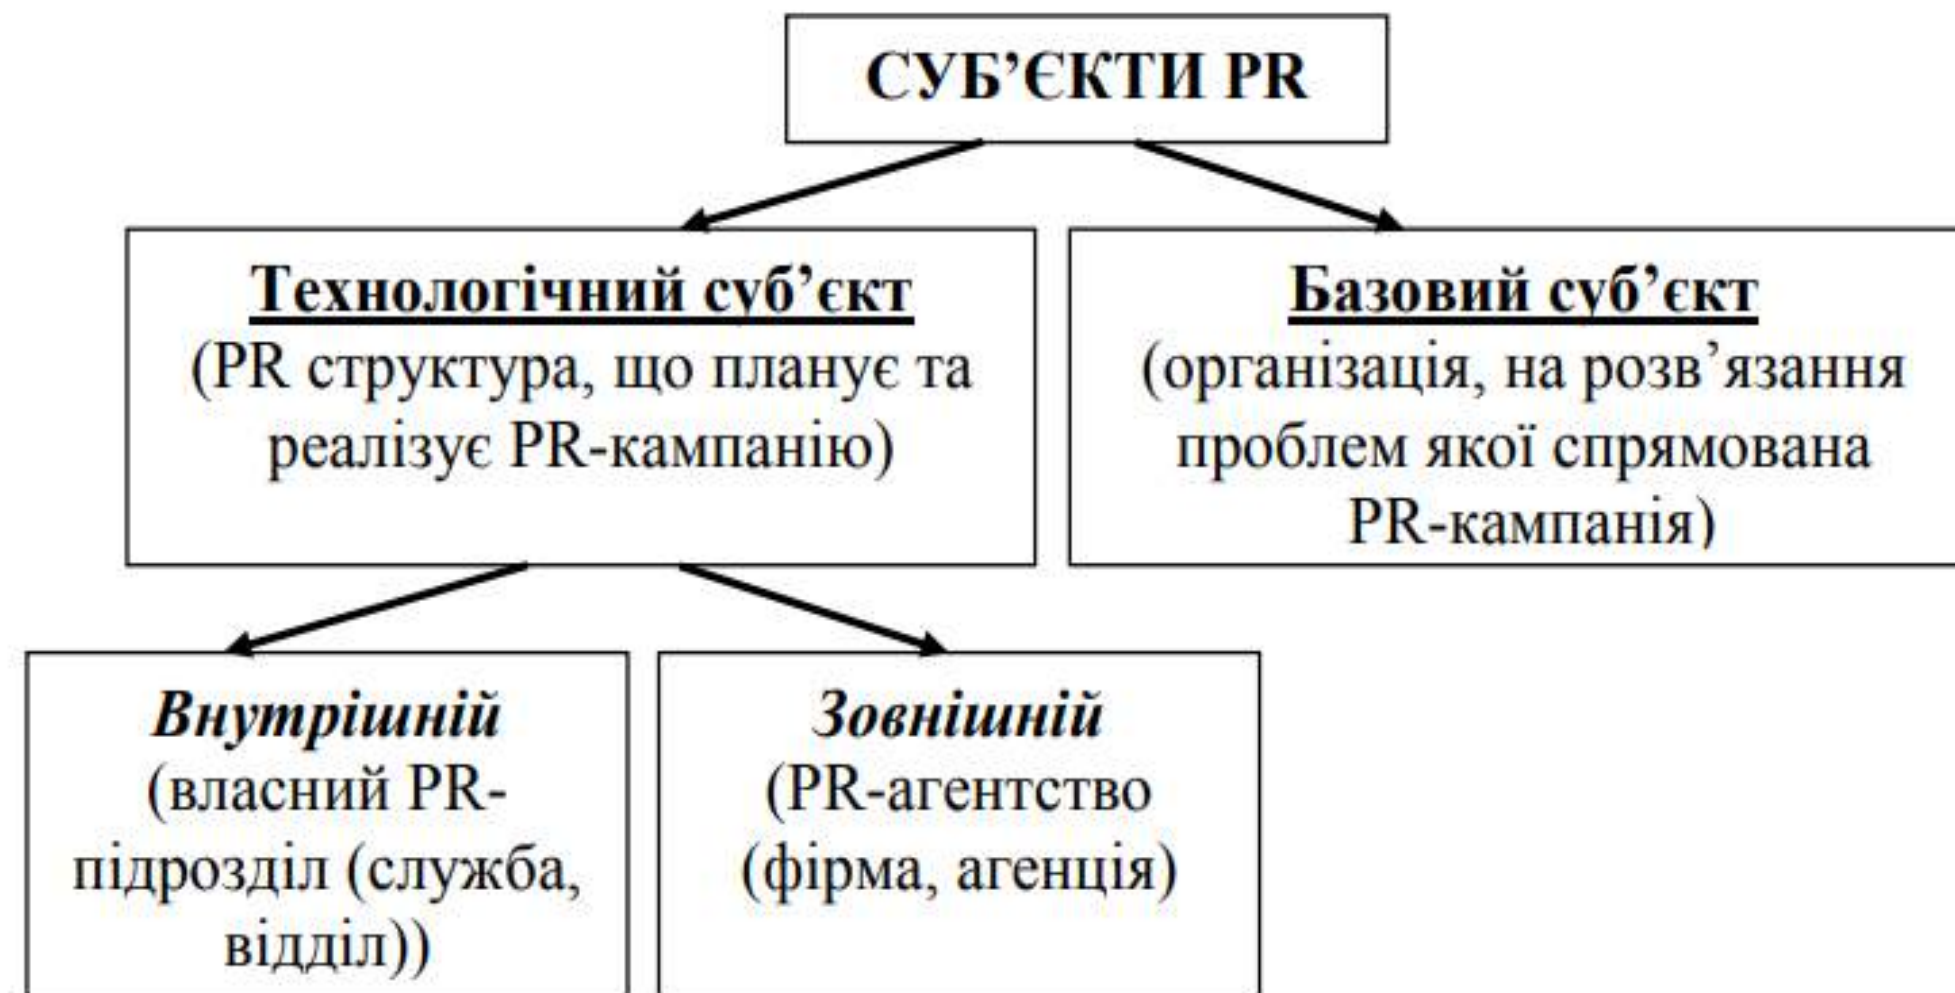 СУБ’ЄКТИ PR
Технологічний суб’єкт
(PR структура, що планує та
реалізує PR-кампанію)
Базовий суб’єкт
(організація, на розв’язання
проблем якої спрямована
PR-кампанія)
Внутрішній
(власний PR-
підрозділ (служба,
відділ))
Зовнішній
(PR-агентство
(фірма, агенція)